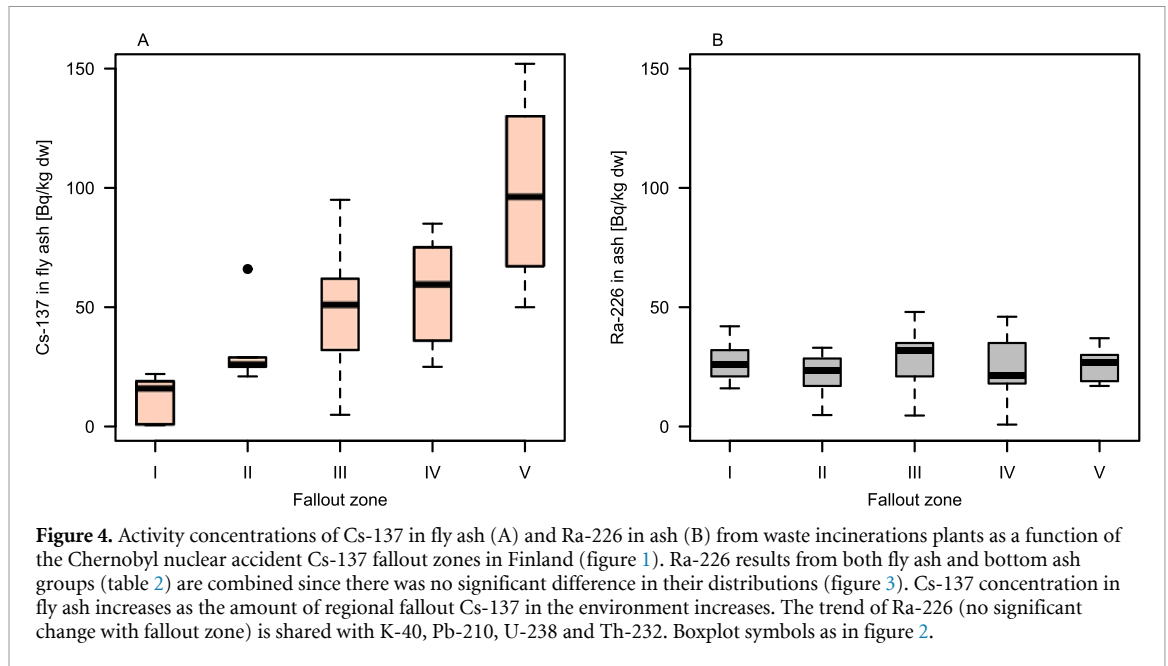 A
150
100
50
0
Cs-137 in fly ash [Bq/kg dw]
I II III IV V
Fallout zone
B
150
100
50
0
Ra-226 in ash [Bq/kg dw]
I II III IV V
Fallout zone
Figure 4. Activity concentrations of Cs-137 in fly ash (A) and Ra-226 in ash (B) from waste incinerations plants as a function of
the Chernobyl nuclear accident Cs-137 fallout zones in Finland (figure 1). Ra-226 results from both fly ash and bottom ash
groups (table 2) are combined since there was no significant difference in their distributions (figure 3). Cs-137 concentration in
fly ash increases as the amount of regional fallout Cs-137 in the environment increases. The trend of Ra-226 (no significant
change with fallout zone) is shared with K-40, Pb-210, U-238 and Th-232. Boxplot symbols as in figure 2.